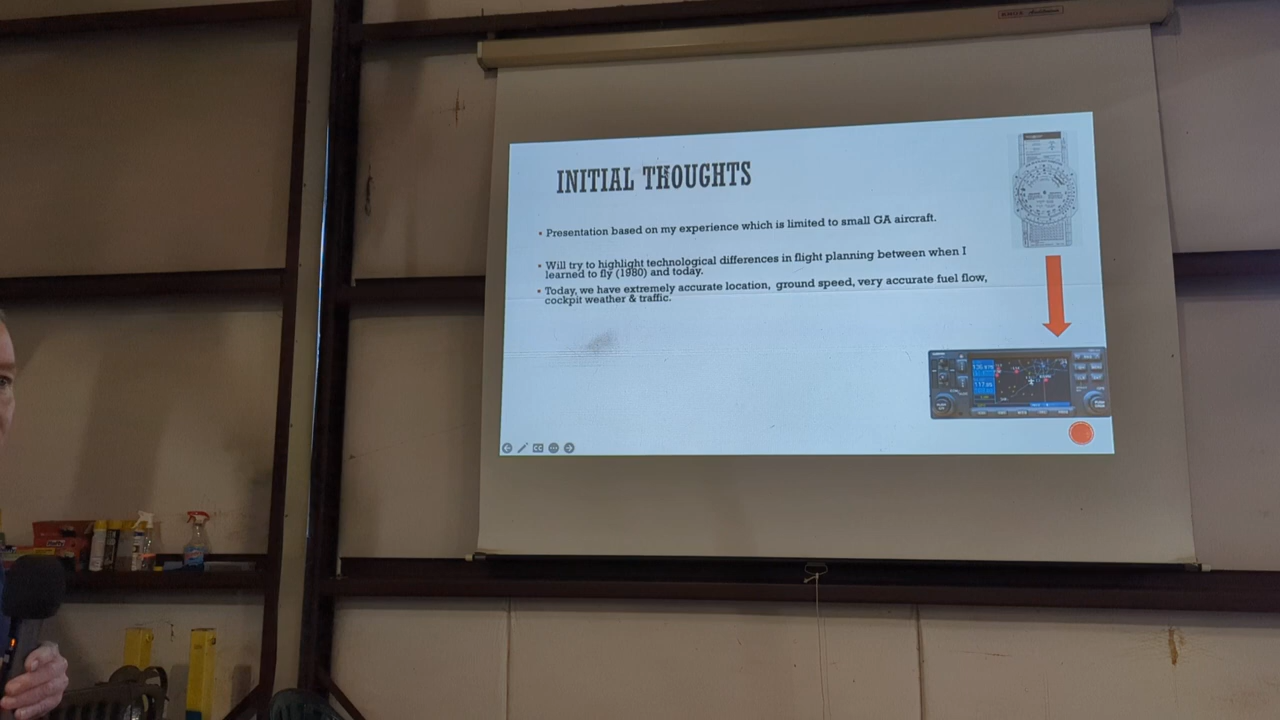 INITIAL THOUGHTS
• Presentation based on my experience which is limited to small GA aircraft.
• Will try to highlight technological differences in flight planning between when I
learned to fly (1980) and today.
• Today, we have extremely accurate location, ground speed, very accurate fuel flow,
cockpit weather & traffic.